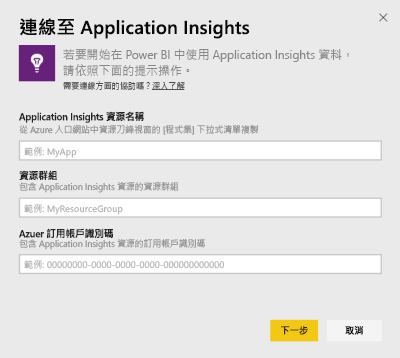 連線至 Application Insights
若要開始在 Power BI 中使用 Application Insights 資料，
請依照下面的提示操作。
需要連線方面的協助嗎？深入了解
Application Insights 資源名稱
從 Azure 入口網站中資源刀鋒視窗的 [程式集] 下拉式清單複製
範例: MyApp
資源群組
包含 Application Insights 資源的資源群組
範例: MyResourceGroup
Azuer 訂用帳戶識別碼
包含 Application Insights 資源的訂用帳戶識別碼
範例: 00000000-0000-0000-0000-000000000000
下一步
取消